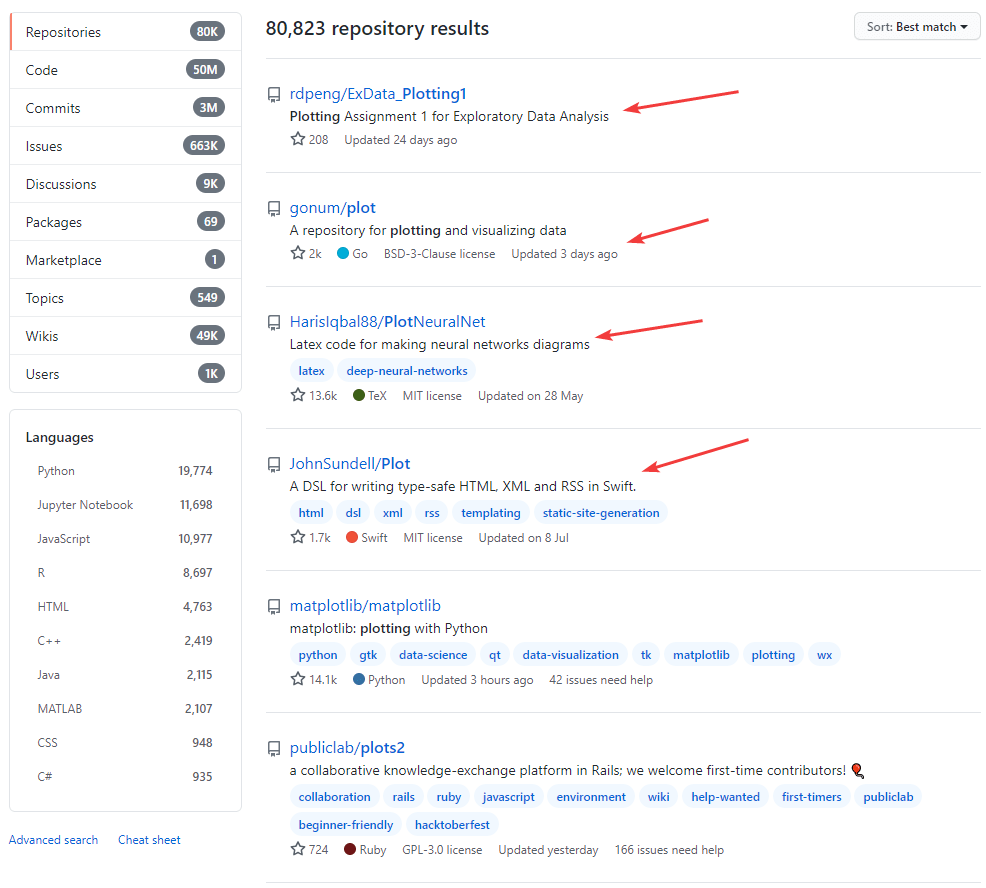 Repositories 80K
Code 50M
Commits 3M
Issues 663K
Discussions 9K
Packages 69
Marketplace 1
Topics 549
Wikis 49K
Users 1K
Languages
Python 19,774
Jupyter Notebook 11,698
JavaScript 10,977
R 8,697
HTML 4,763
C++ 2,419
Java 2,115
MATLAB 2,107
CSS 948
C# 935
Advanced search Cheat sheet
80,823 repository results
Sort: Best match
rdpeng/ExData_Plotting1
Plotting Assignment 1 for Exploratory Data Analysis
208 Updated 24 days ago
gonum/plot
A repository for plotting and visualizing data
2k Go BSD-3-Clause license Updated 3 days ago
HarisIqbal88/PlotNeuralNet
Latex code for making neural networks diagrams
latex deep-neural-networks
13.6k TeX MIT license Updated on 28 May
JohnSundell/Plot
A DSL for writing type-safe HTML, XML and RSS in Swift.
html dsl xml rss templating static-site-generation
1.7k Swift MIT license Updated on 8 Jul
matplotlib/matplotlib
matplotlib: plotting with Python
python gtk data-science qt data-visualization tk matplotlib plotting wx
14.1k Python Updated 3 hours ago 42 issues need help
publiclab/plots2
a collaborative knowledge-exchange platform in Rails; we welcome first-time contributors!
collaboration rails ruby javascript environment wiki help-wanted first-timers publiclab
beginner-friendly hacktoberfest
724 Ruby GPL-3.0 license Updated yesterday 166 issues need help